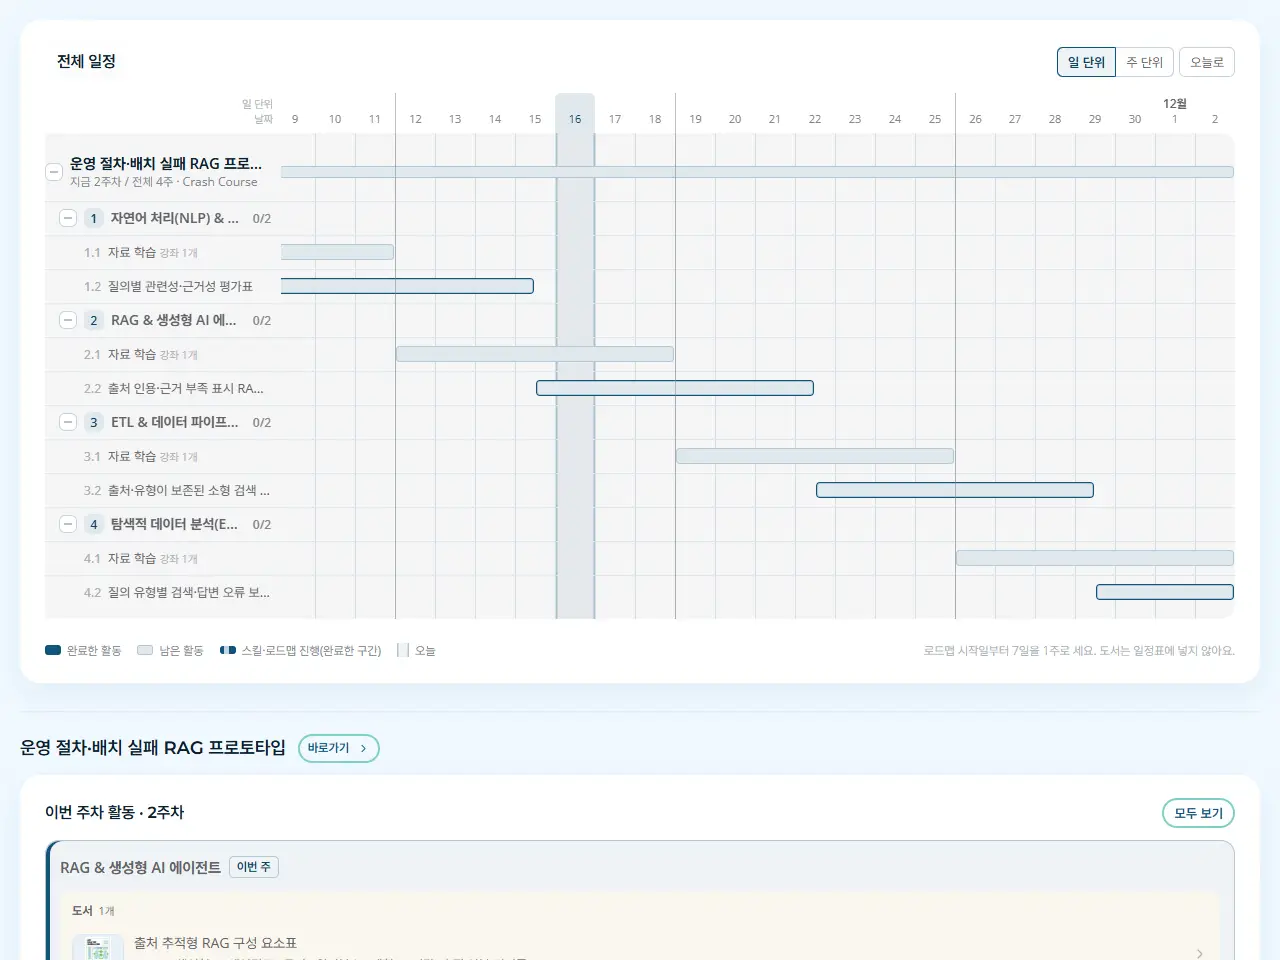 전체 일정
일 단위
주 단위
오늘로
일 단위
12월
날짜 9 10 11 12 13 14 15 16 17 18 19 20 21 22 23 24 25 26 27 28 29 30 1 2
운영 절차·배치 실패 RAG 프로...
지금 2주차 / 전체 4주 · Crash Course
1 자연어 처리(NLP) & ... 0/2
1.1 자료 학습 강좌 1개
1.2 질의별 관련성·근거성 평가표
2 RAG & 생성형 AI 에... 0/2
2.1 자료 학습 강좌 1개
2.2 출처 인용·근거 부족 표시 RA...
3 ETL & 데이터 파이프... 0/2
3.1 자료 학습 강좌 1개
3.2 출처·유형이 보존된 소형 검색 ...
4 탐색적 데이터 분석(E... 0/2
4.1 자료 학습 강좌 1개
4.2 질의 유형별 검색·답변 오류 보...
완료한 활동 남은 활동 스킬·로드맵 진행(완료한 구간) 오늘
로드맵 시작일부터 7일을 1주로 세요. 도서는 일정표에 넣지 않아요.
운영 절차·배치 실패 RAG 프로토타입
바로가기
이번 주차 활동 · 2주차
모두 보기
RAG & 생성형 AI 에이전트 이번 주
도서 1개
출처 추적형 RAG 구성 요소표